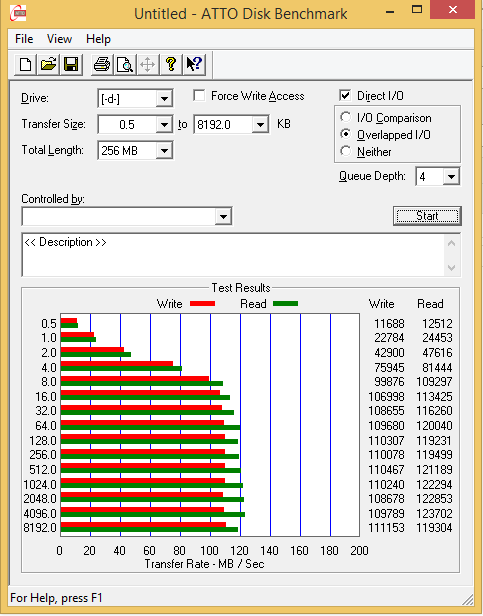 Untitled - ATTO Disk Benchmark
File View Help
Drive: [-d-] Force Write Access Direct I/O
Transfer Size: 0.5 to 8192.0 KB I/O Comparison
Overlapped I/O
Total Length: 256 MB Neither
Queue Depth: 4
Controlled by:
Start
<< Description >>
Test Results
Write Read Write Read
0.5 11688 12512
1.0 22784 24453
2.0 42900 47616
4.0 75945 81444
8.0 99876 109297
16.0 106998 113425
32.0 108655 116260
64.0 109680 120040
128.0 110307 119231
256.0 110078 119499
512.0 110467 121189
1024.0 110240 122294
2048.0 108678 122853
4096.0 109789 123702
8192.0 111153 119304
0 20 40 60 80 100 120 140 160 180 200
Transfer Rate - MB / Sec
For Help, press F1